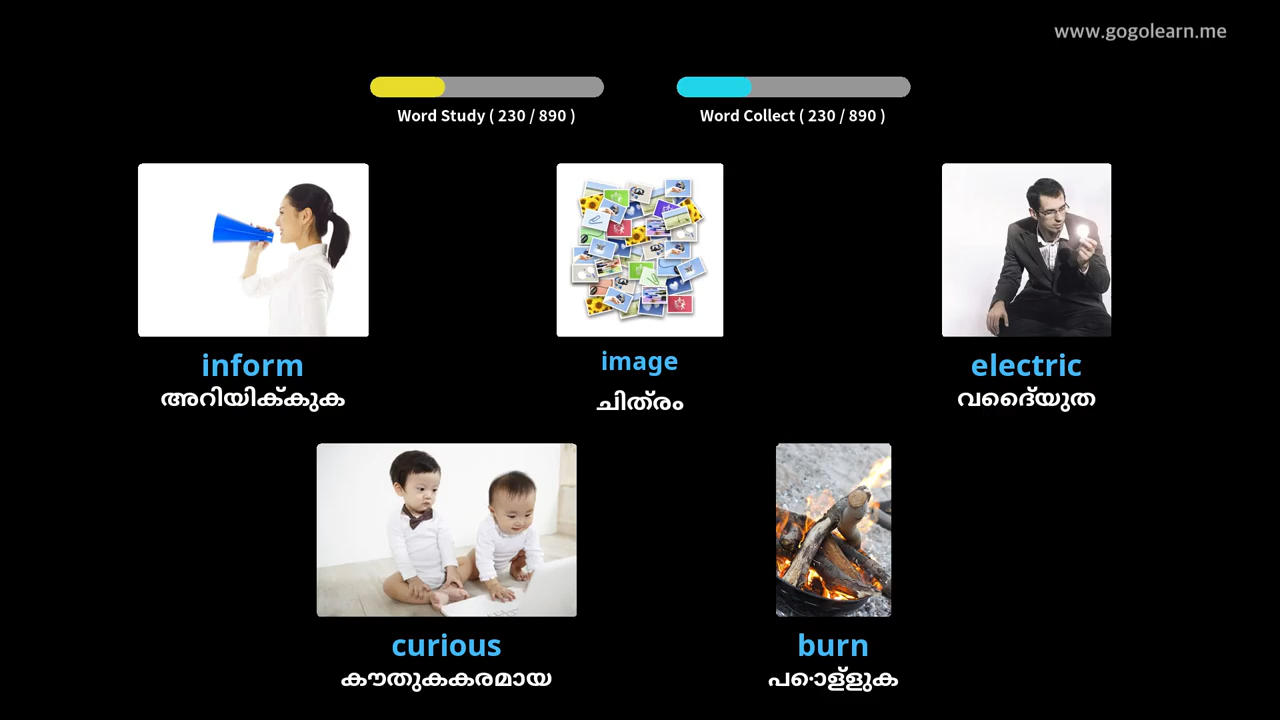 www.gogolearn.me
Word Study ( 230 / 890 )
Word Collect ( 230 / 890 )
inform
അറിയിക്കുക
image
ചിത്രം
electric
വൈദ്യുത
curious
കൗതുകകരമായ
burn
പൊള്ളുക